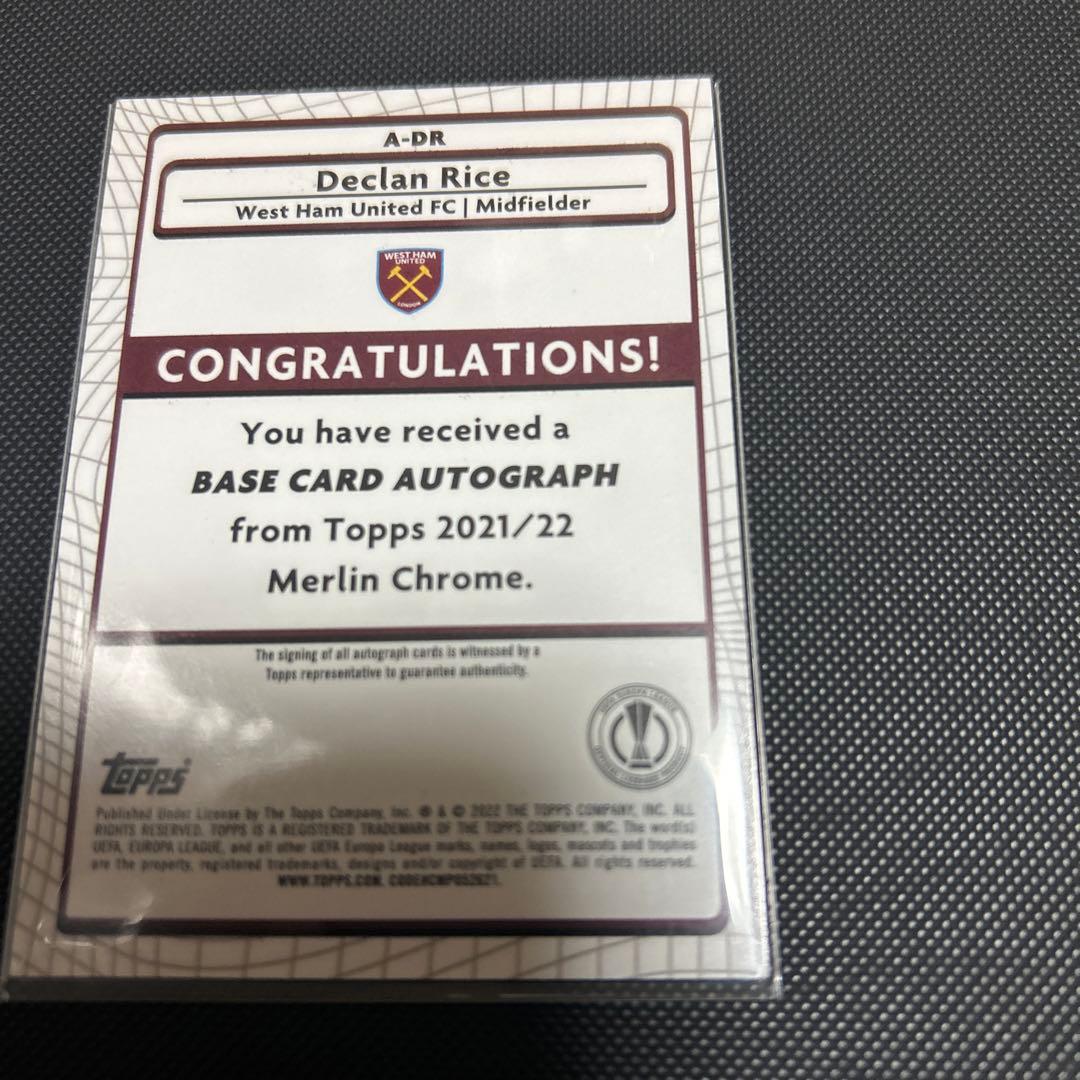 A-DR
Declan Rice
West Ham United FC | Midfielder
WEST HAM
UNITED
LONDON
CONGRATULATIONS!
You have received a
BASE CARD AUTOGRAPH
from Topps 2021/22
Merlin Chrome.
The signing of all autograph cards is witnessed by a
Topps representative to guarantee authenticity.
UEFA EUROPA LEAGUE
topps
Published Under License by The Topps Company, Inc. ® & © 2022 THE TOPPS COMPANY, INC. ALL
RIGHTS RESERVED. TOPPS IS A REGISTERED TRADEMARK OF THE TOPPS COMPANY, INC. The word(s)
UEFA, EUROPA LEAGUE, and all other UEFA Europa League marks, names, logos, mascots and trophies
are the property, registered trademarks, designs and/or copyright of UEFA. All rights reserved.
WWW.TOPPS.COM.